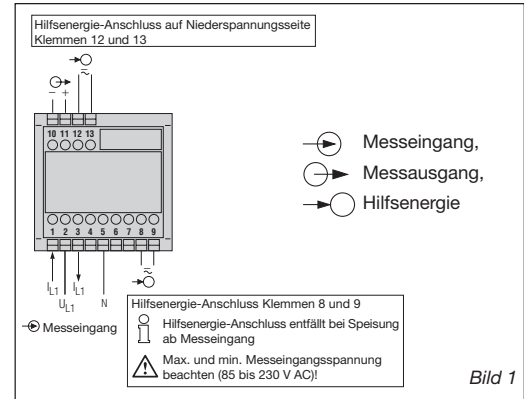 Hilfsenergie-Anschluss auf Niederspannungsseite
Klemmen 12 und 13
– +
10 11 12 13
1 2 3 4 5 6 7 8 9
IL1 UL1 IL1 N
Messeingang
Messeingang,
Messausgang,
Hilfsenergie
Hilfsenergie-Anschluss Klemmen 8 und 9
Hilfsenergie-Anschluss entfällt bei Speisung
ab Messeingang
Max. und min. Messeingangsspannung
beachten (85 bis 230 V AC)!
Bild 1